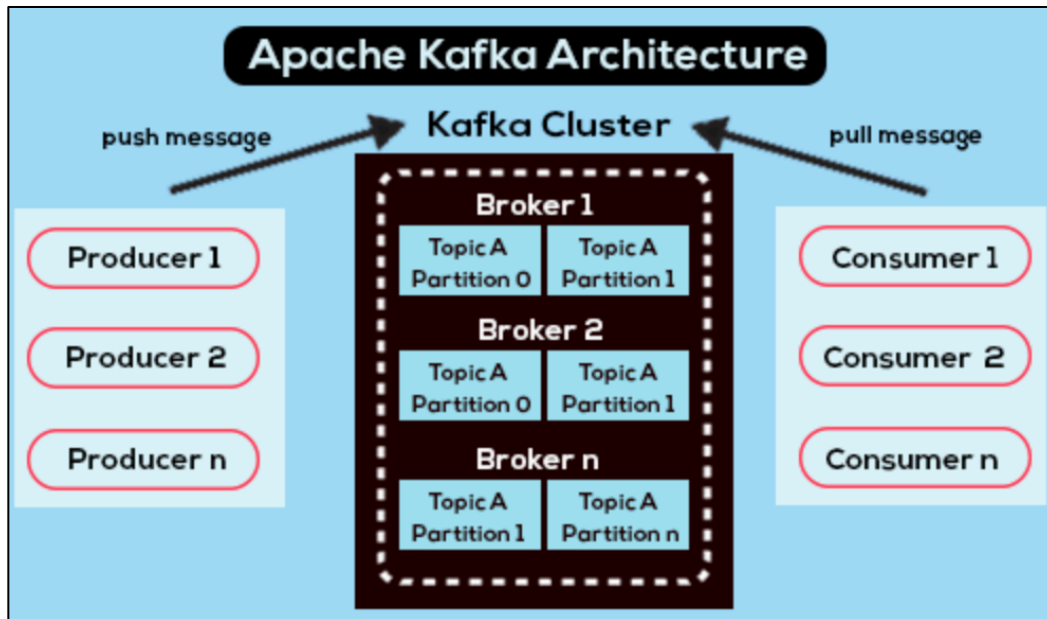 Apache Kafka Architecture
push message
Kafka Cluster
pull message
Producer 1
Producer 2
Producer n
Broker 1
Topic A
Partition 0
Topic A
Partition 1
Broker 2
Topic A
Partition 0
Topic A
Partition 1
Broker n
Topic A
Partition 1
Topic A
Partition n
Consumer 1
Consumer 2
Consumer n